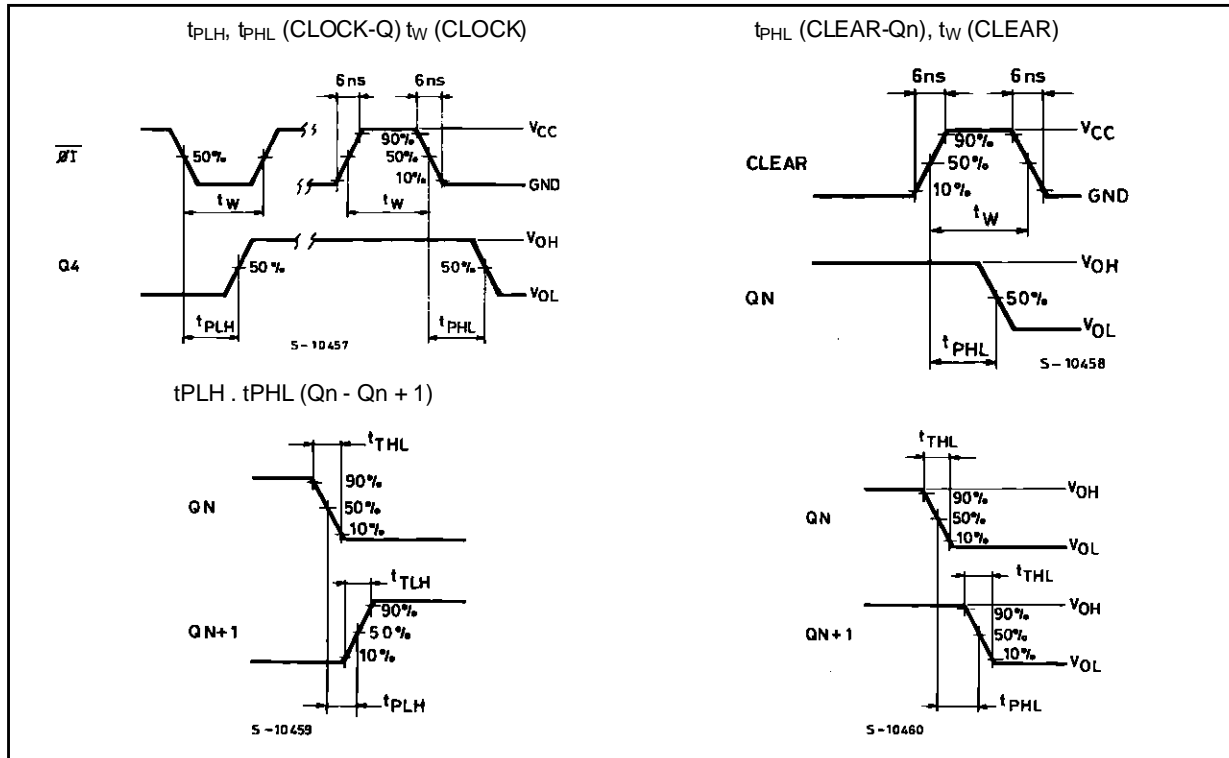 tPLH, tPHL (CLOCK-Q) tW (CLOCK)
6ns 6ns
VCC
90%
ØI 50% 50%
10%
GND
tW tW
VOH
Q4 50% 50%
VOL
tPLH tPHL
S-10457
tPHL (CLEAR-Qn), tW (CLEAR)
6ns 6ns
VCC
90%
CLEAR 50%
10%
GND
tW
VOH
QN 50%
VOL
tPHL
S-10458
tPLH . tPHL (Qn - Qn + 1)
tTHL
90%
QN 50%
10%
tTLH
90%
QN+1 50%
10%
tPLH
S-10459
tTHL
VOH
90%
QN 50%
10%
VOL
tTHL
VOH
90%
QN+1 50%
10%
VOL
tPHL
S-10460